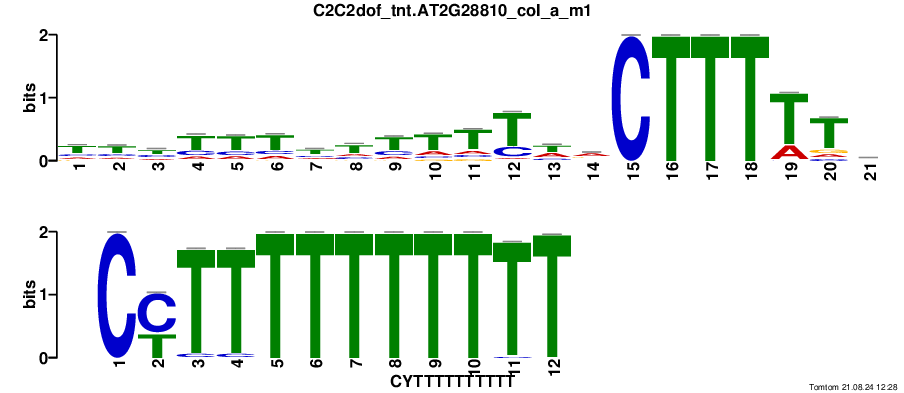 C2C2dof_tnt.AT2G28810_col_a_m1
2
bits
1
0
1 2 3 4 5 6 7 8 9 10 11 12 13 14 15 16 17 18 19 20 21
2
bits
1
0
1 2 3 4 5 6 7 8 9 10 11 12
CYTTTTTTTTTT
Tomtom 21.08.24 12:28